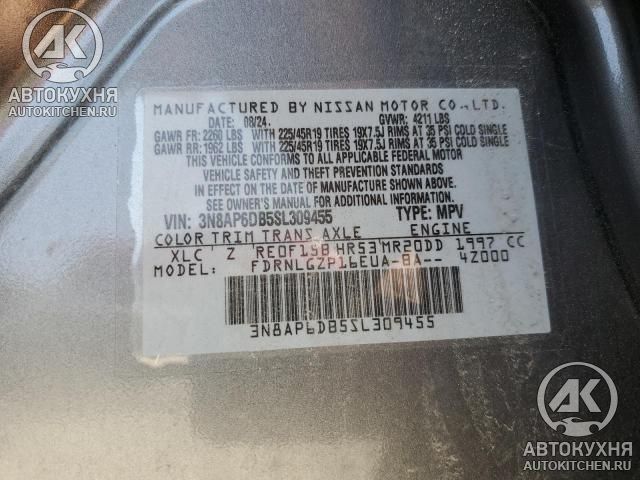 AK
АВТОКУХНЯ
AUTOKITCHEN.RU
MANUFACTURED BY NISSAN MOTOR CO.,LTD.
DATE: 08/24. GVWR: 4211 LBS
GAWR FR: 2260 LBS WITH 225/45R19 TIRES 19X7.5J RIMS AT 35 PSI COLD SINGLE
GAWR RR: 1962 LBS WITH 225/45R19 TIRES 19X7.5J RIMS AT 35 PSI COLD SINGLE
THIS VEHICLE CONFORMS TO ALL APPLICABLE FEDERAL MOTOR
VEHICLE SAFETY AND THEFT PREVENTION STANDARDS
IN EFFECT ON THE DATE OF MANUFACTURE SHOWN ABOVE.
SEE OWNER'S MANUAL FOR ADDITIONAL INFORMATION.
VIN: 3N8AP6DB5SL309455 TYPE: MPV
COLOR TRIM TRANS AXLE ENGINE
XLC Z RE0F15B HR53 MR20DD 1997 CC
MODEL: FDRNLGZP16EUA-BA-- 4Z000
3N8AP6DB5SL309455
AK
АВТОКУХНЯ
AUTOKITCHEN.RU